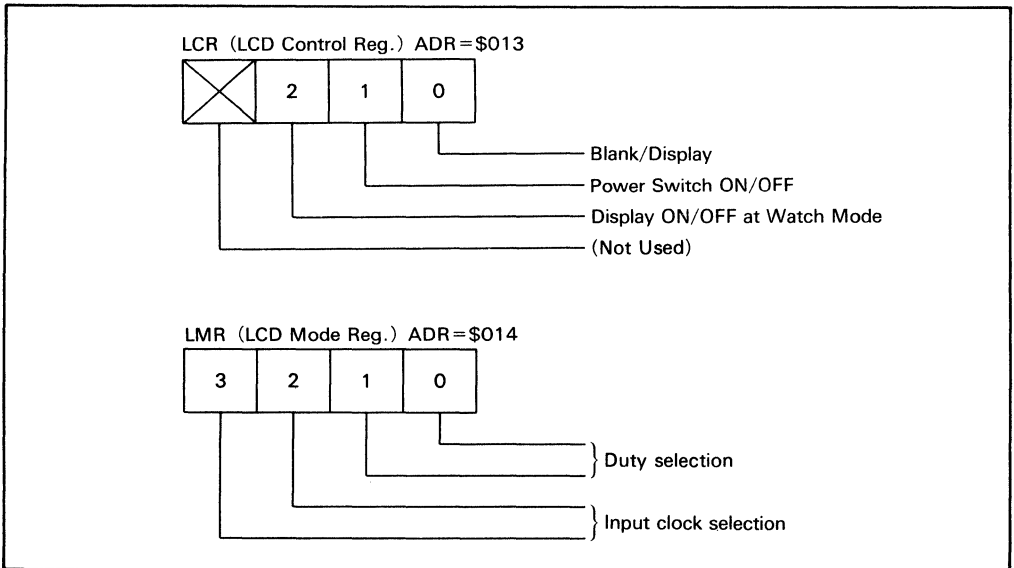 LCR (LCD Control Reg.) ADR=$013
2 1 0
Blank/Display
Power Switch ON/OFF
Display ON/OFF at Watch Mode
(Not Used)
LMR (LCD Mode Reg.) ADR=$014
3 2 1 0
Duty selection
Input clock selection